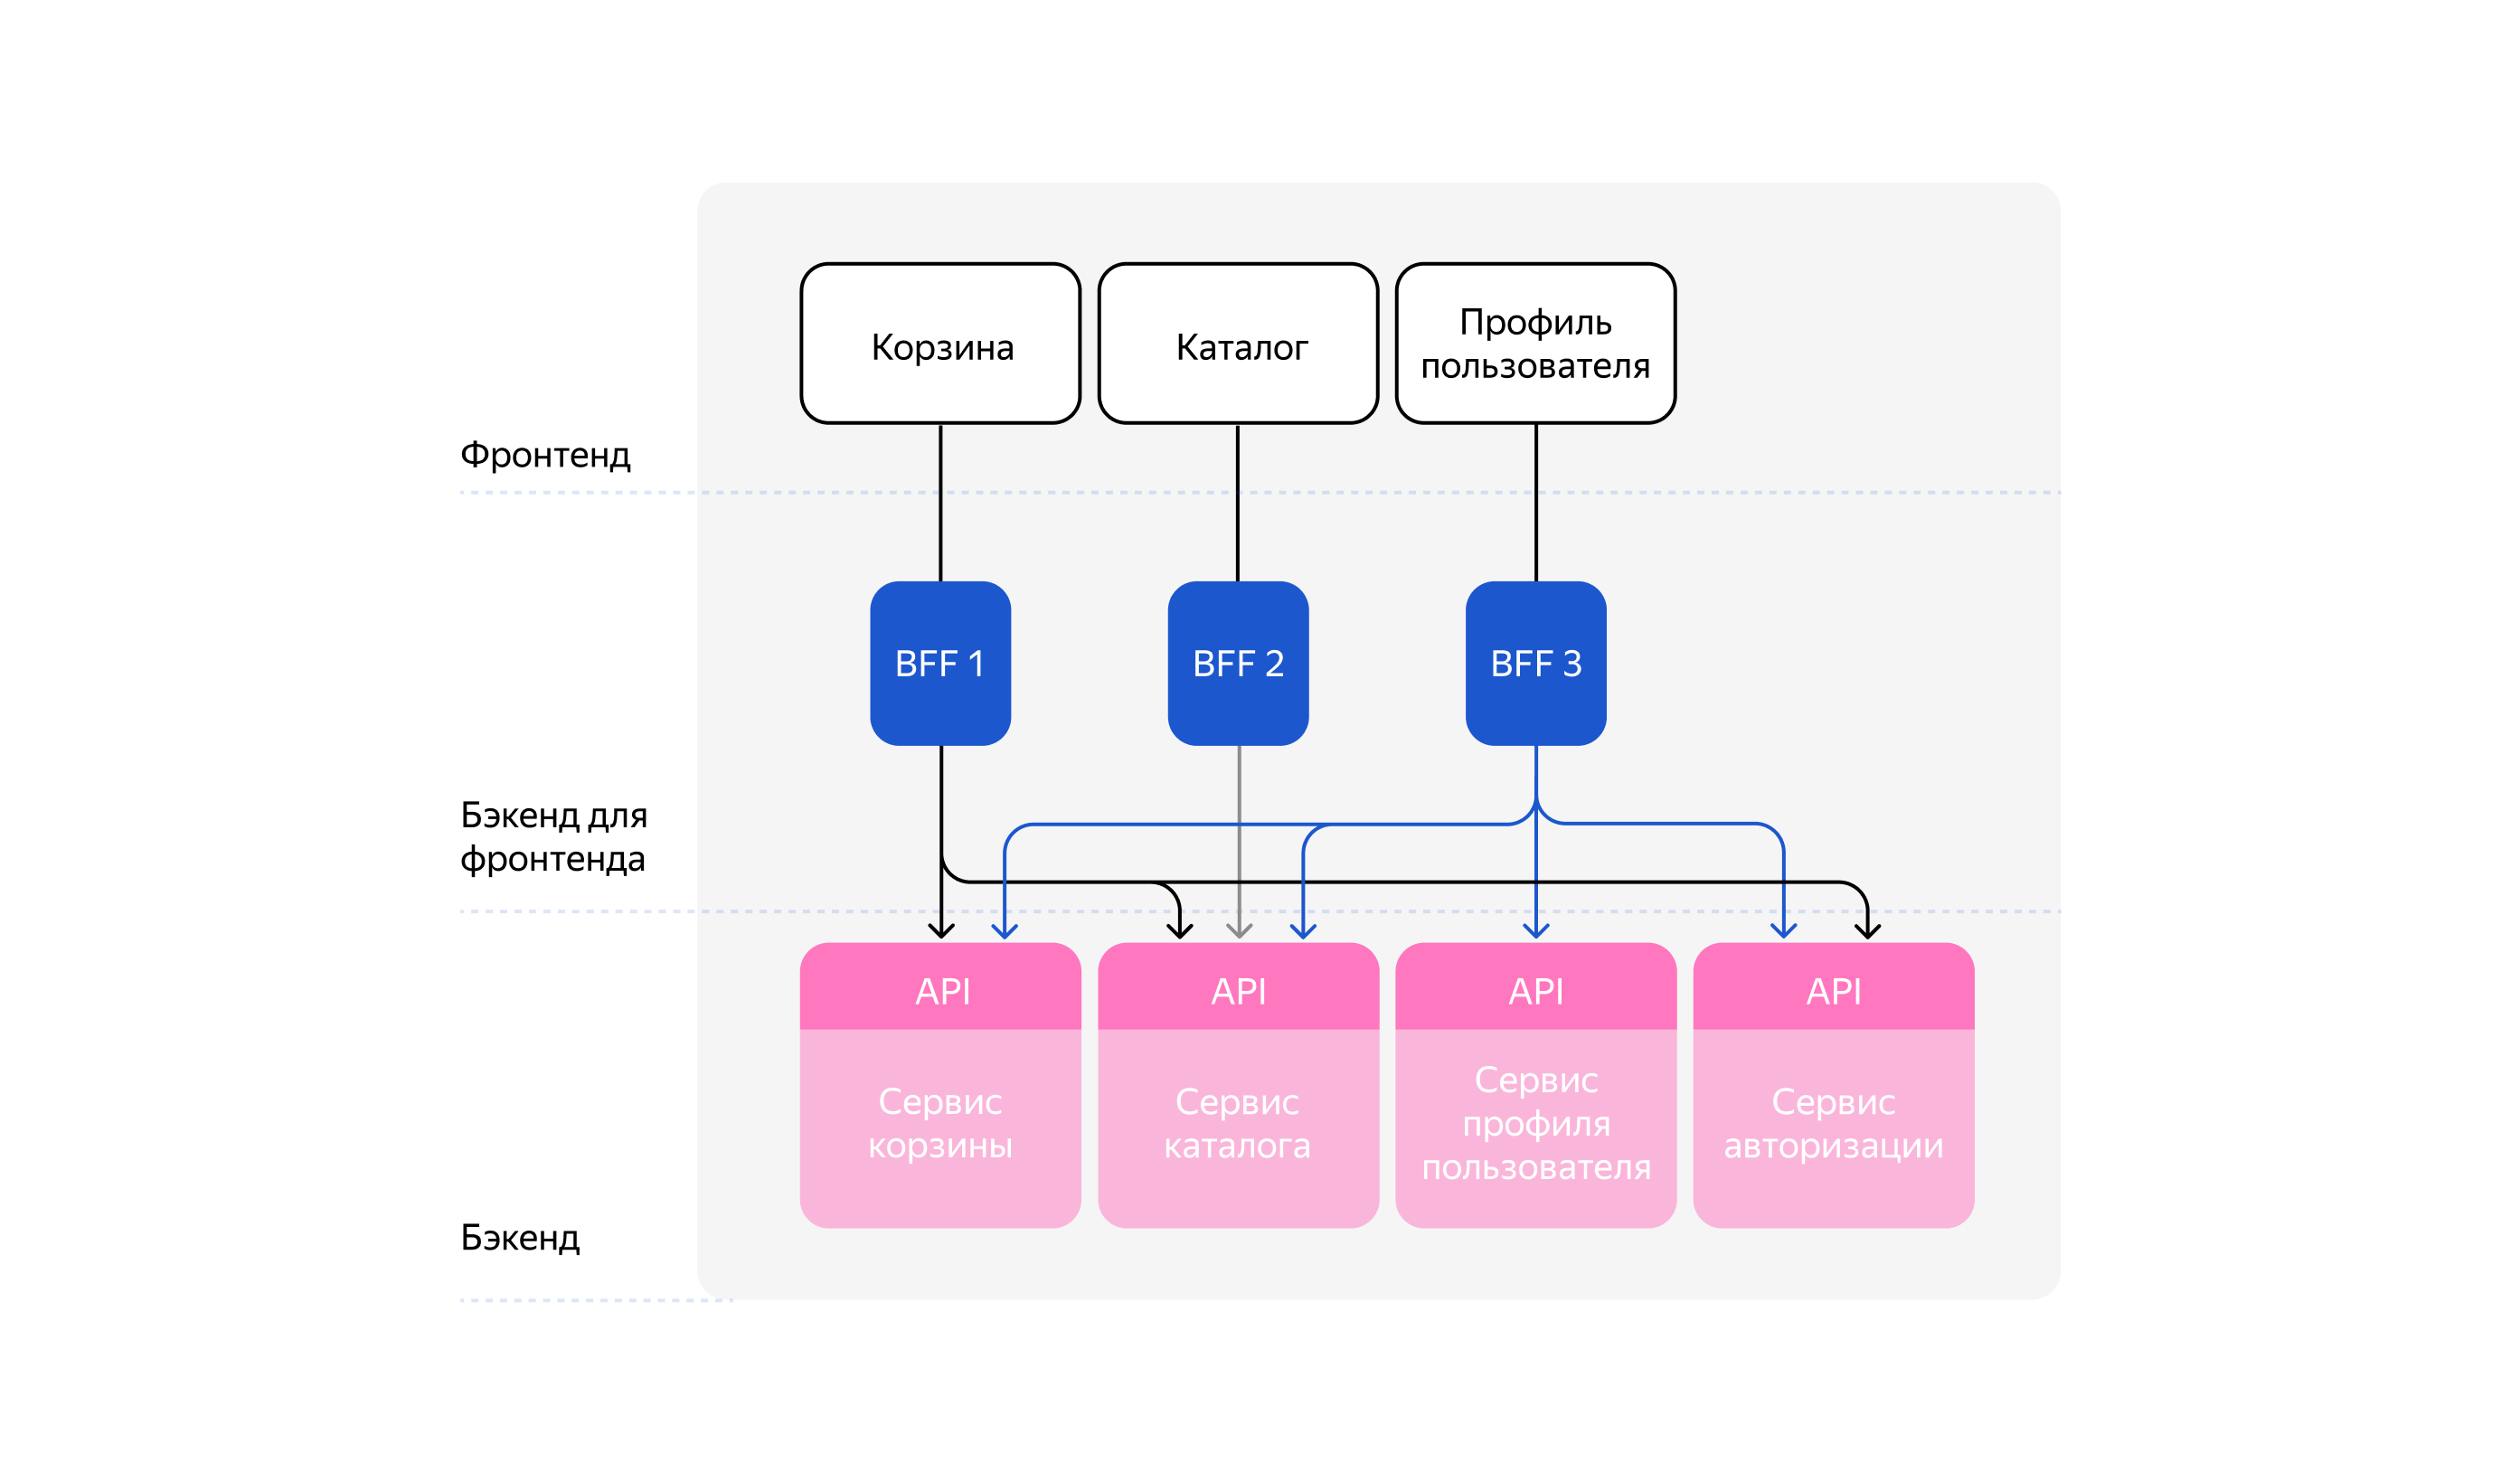 Корзина
Каталог
Профиль
пользователя
Фронтенд
BFF 1
BFF 2
BFF 3
Бэкенд для
фронтенда
API
API
API
API
Сервис
корзины
Сервис
каталога
Сервис
профиля
пользователя
Сервис
авторизации
Бэкенд